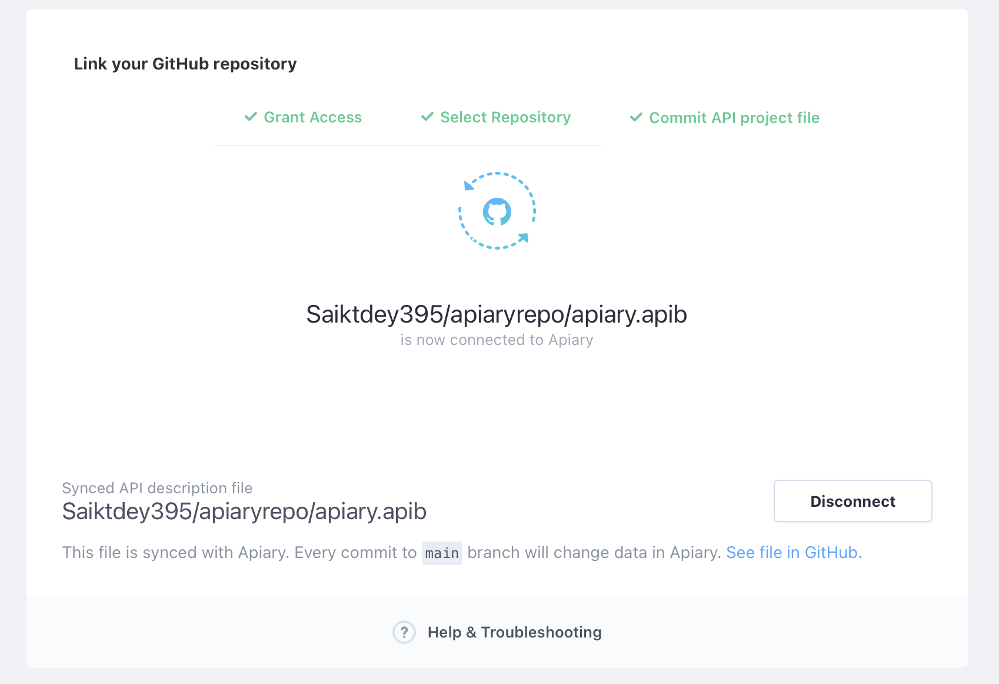 Link your GitHub repository
Grant Access
Select Repository
Commit API project file
Saiktdey395/apiaryrepo/apiary.apib
is now connected to Apiary
Synced API description file
Saiktdey395/apiaryrepo/apiary.apib
Disconnect
This file is synced with Apiary. Every commit to main branch will change data in Apiary. See file in GitHub.
? Help & Troubleshooting